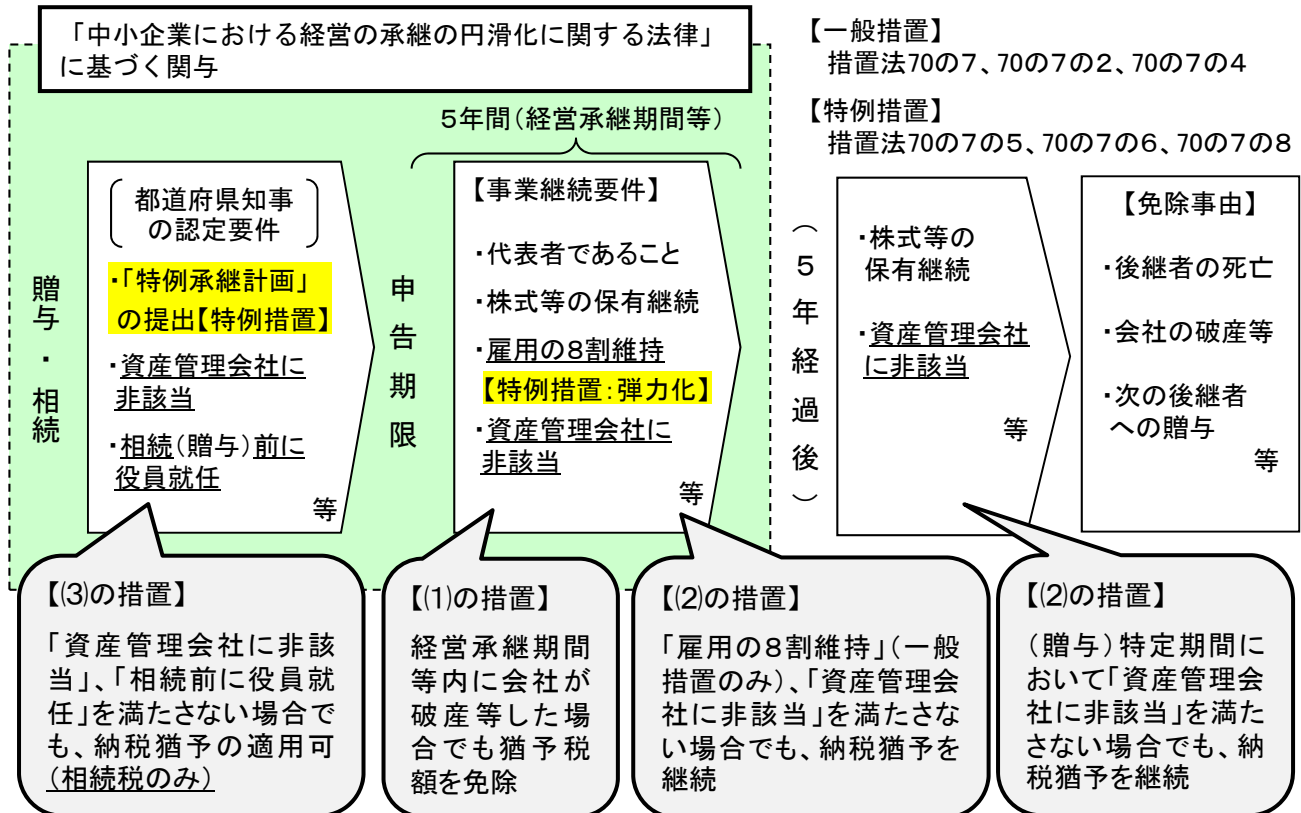 「中小企業における経営の承継の円滑化に関する法律」
に基づく関与
【一般措置】
措置法70の7、70の7の2、70の7の4
【特例措置】
措置法70の7の5、70の7の6、70の7の8
5年間(経営承継期間等)
贈与・相続
都道府県知事
の認定要件
・「特例承継計画」
の提出【特例措置】
・資産管理会社に
非該当
・相続(贈与)前に
役員就任
等
申告期限
【事業継続要件】
・代表者であること
・株式等の保有継続
・雇用の8割維持
【特例措置:弾力化】
・資産管理会社に
非該当
等
(5年経過後)
・株式等の
保有継続
・資産管理会社
に非該当
等
【免除事由】
・後継者の死亡
・会社の破産等
・次の後継者
への贈与
等
【⑶の措置】
「資産管理会社に非該
当」、「相続前に役員就
任」を満たさない場合で
も、納税猶予の適用可
(相続税のみ)
【⑴の措置】
経営承継期間
等内に会社が
破産等した場
合でも猶予税
額を免除
【⑵の措置】
「雇用の8割維持」(一般
措置のみ)、「資産管理会
社に非該当」を満たさな
い場合でも、納税猶予を
継続
【⑵の措置】
(贈与)特定期間に
おいて「資産管理会
社に非該当」を満た
さない場合でも、納
税猶予を継続